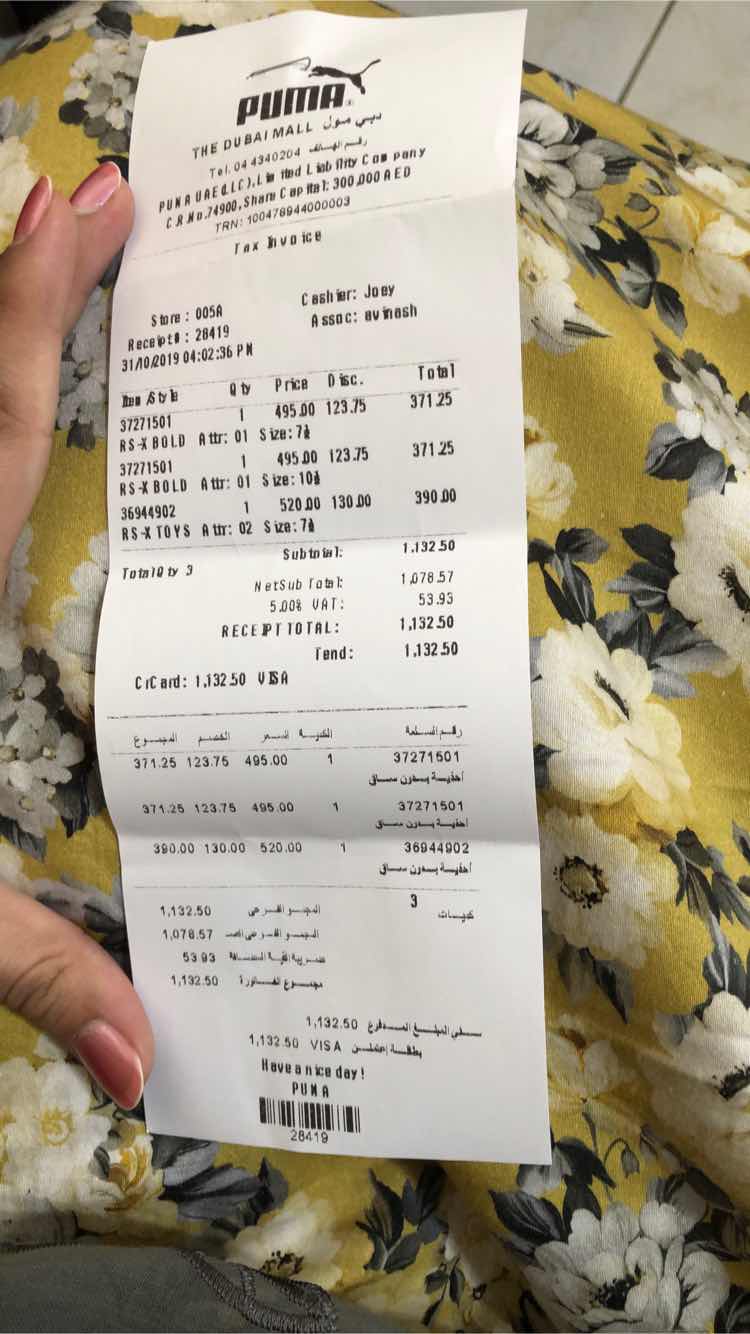 PUMA®
THE DUBAI MALL دبي مول
Tel. 04 4340204 رقم الهاتف
PUMA UAE (LLC), Limited Liability Company
C.R.No.74900, Share Capital: 300,000 AED
TRN: 100478944000003
Tax Invoice
Store : 005A Cashier: Joey
Receipt# : 28419 Assoc: avinash
31/10/2019 04:02:36 PM
Item/Style Qty Price Disc. Total
37271501 1 495.00 123.75 371.25
RS-X BOLD Attr: 01 Size: 7½
37271501 1 495.00 123.75 371.25
RS-X BOLD Attr: 01 Size: 10½
36944902 1 520.00 130.00 390.00
RS-X TOYS Attr: 02 Size: 7½
Subtotal: 1,132.50
TotalQty 3
NetSub Total: 1,078.57
5.00% VAT: 53.93
RECEIPT TOTAL: 1,132.50
Tend: 1,132.50
CrCard: 1,132.50 VISA
رقم السلعة الكمية السعر الخصم المجموع
37271501 1 495.00 123.75 371.25
أحذية بدون ساق
37271501 1 495.00 123.75 371.25
أحذية بدون ساق
36944902 1 520.00 130.00 390.00
أحذية بدون ساق
كميات 3 المجمو الفرعي 1,132.50
المجمو الفرعي 1,078.57
ضريبة القيمة المضافة 53.93
مجموع الفاتورة 1,132.50
المبلغ المدفوع 1,132.50
بطاقة VISA 1,132.50
Have a nice day!
PUMA
28419